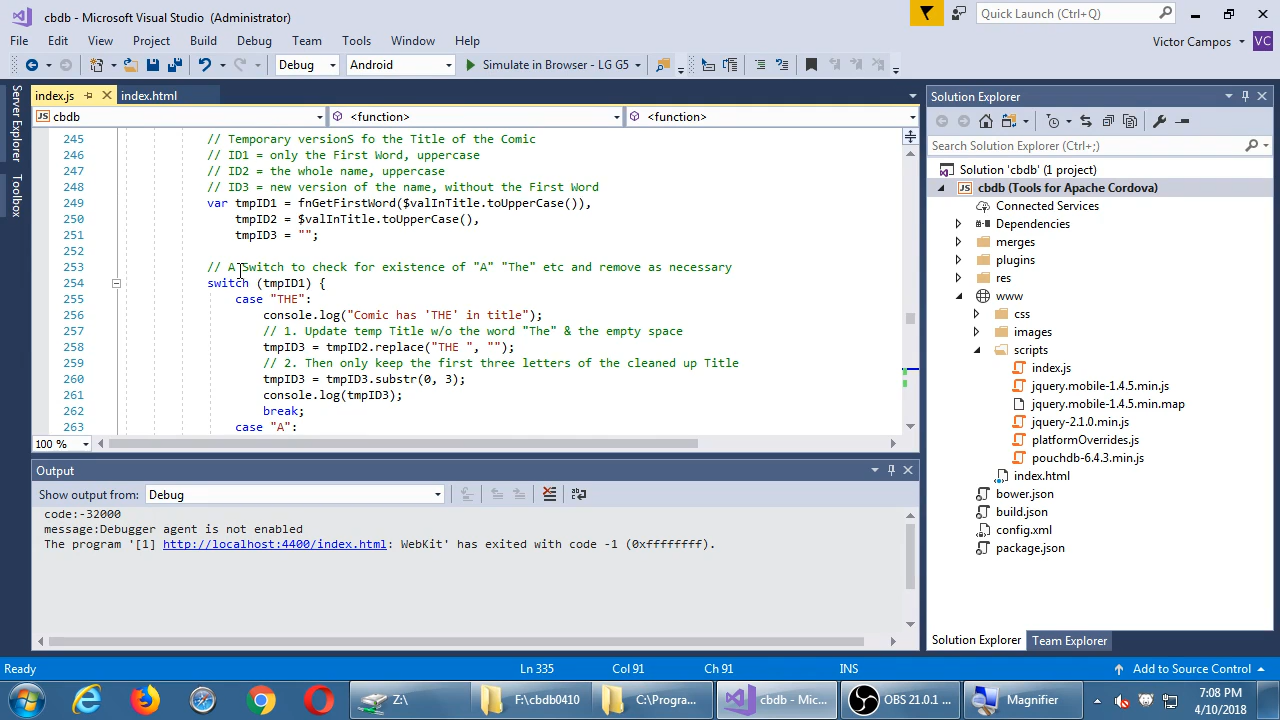 cbdb - Microsoft Visual Studio (Administrator)
Quick Launch (Ctrl+Q)
File Edit View Project Build Debug Team Tools Window Help
Victor Campos VC
Debug Android Simulate in Browser - LG G5
Server Explorer
Toolbox
index.js index.html
cbdb <function> <function>
245 // Temporary versionS fo the Title of the Comic
246 // ID1 = only the First Word, uppercase
247 // ID2 = the whole name, uppercase
248 // ID3 = new version of the name, without the First Word
249 var tmpID1 = fnGetFirstWord($valInTitle.toUpperCase()),
250 tmpID2 = $valInTitle.toUpperCase(),
251 tmpID3 = "";
252
253 // A Switch to check for existence of "A" "The" etc and remove as necessary
254 switch (tmpID1) {
255 case "THE":
256 console.log("Comic has 'THE' in title");
257 // 1. Update temp Title w/o the word "The" & the empty space
258 tmpID3 = tmpID2.replace("THE ", "");
259 // 2. Then only keep the first three letters of the cleaned up Title
260 tmpID3 = tmpID3.substr(0, 3);
261 console.log(tmpID3);
262 break;
263 case "A":
100 %
Output
Show output from: Debug
code:-32000
message:Debugger agent is not enabled
The program '[1] http://localhost:4400/index.html: WebKit' has exited with code -1 (0xffffffff).
Solution Explorer
Search Solution Explorer (Ctrl+;)
Solution 'cbdb' (1 project)
JS cbdb (Tools for Apache Cordova)
Connected Services
Dependencies
merges
plugins
res
www
css
images
scripts
index.js
jquery.mobile-1.4.5.min.js
jquery.mobile-1.4.5.min.map
jquery-2.1.0.min.js
platformOverrides.js
pouchdb-6.4.3.min.js
index.html
bower.json
build.json
config.xml
package.json
Solution Explorer Team Explorer
Ready Ln 335 Col 91 Ch 91 INS Add to Source Control
Z:\ F:\cbdb0410 C:\Progra... cbdb - Mic... OBS 21.0.1 ... Magnifier
7:08 PM
4/10/2018